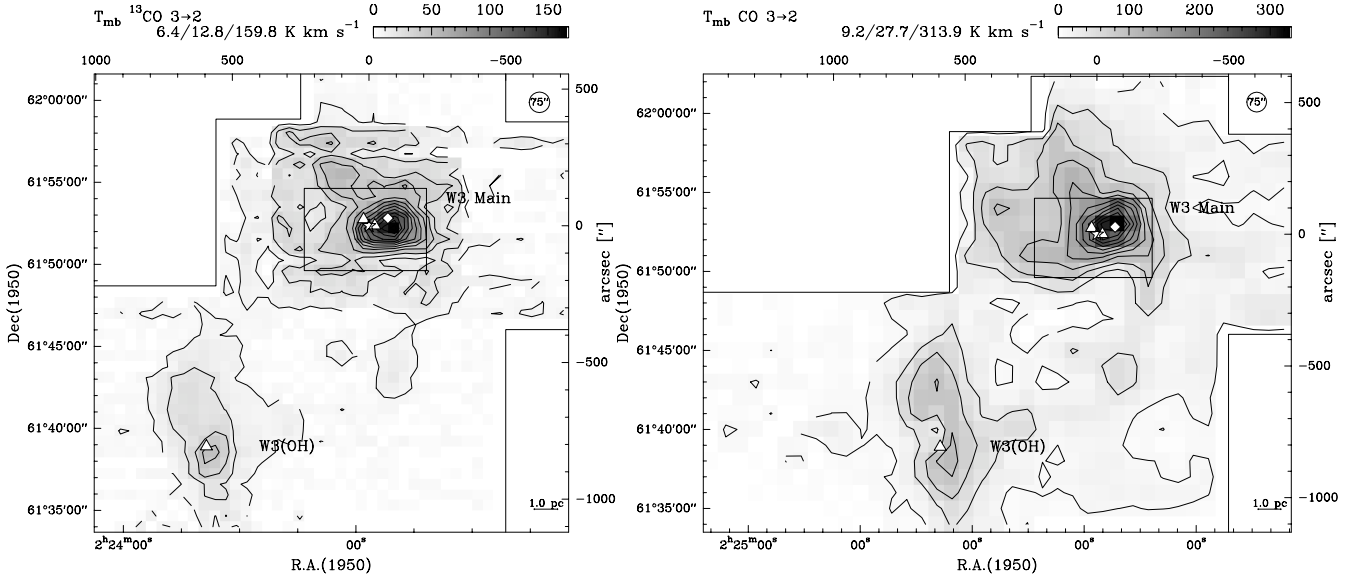 Tmb ¹³CO 3→2
6.4/12.8/159.8 K km s⁻¹
0 50 100 150
1000 500 0 −500
62°00′00″
61°55′00″
61°50′00″
61°45′00″
61°40′00″
61°35′00″
Dec(1950)
75″
W3 Main
W3(OH)
1.0 pc
500
0
−500
−1000
arcsec [″]
2ʰ24ᵐ00ˢ 00ˢ
R.A.(1950)
Tmb CO 3→2
9.2/27.7/313.9 K km s⁻¹
0 100 200 300
1000 500 0 −500
62°00′00″
61°55′00″
61°50′00″
61°45′00″
61°40′00″
61°35′00″
Dec(1950)
75″
W3 Main
W3(OH)
1.0 pc
500
0
−500
−1000
arcsec [″]
2ʰ25ᵐ00ˢ 00ˢ 00ˢ 00ˢ 00ˢ
R.A.(1950)